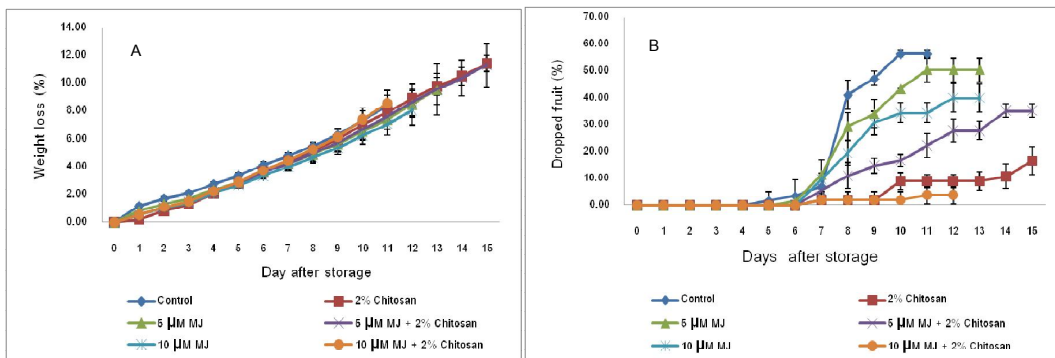 A
14.00
12.00
10.00
8.00
6.00
4.00
2.00
0.00
Weight loss (%)
0 1 2 3 4 5 6 7 8 9 10 11 12 13 14 15
Day after storage
Control
2% Chitosan
5 µM MJ
5 µM MJ + 2% Chitosan
10 µM MJ
10 µM MJ + 2% Chitosan
B
70.00
60.00
50.00
40.00
30.00
20.00
10.00
0.00
Dropped fruit (%)
0 1 2 3 4 5 6 7 8 9 10 11 12 13 14 15
Days after storage
Control
2% Chitosan
5 µM MJ
5 µM MJ + 2% Chitosan
10 µM MJ
10 µM MJ + 2% Chitosan